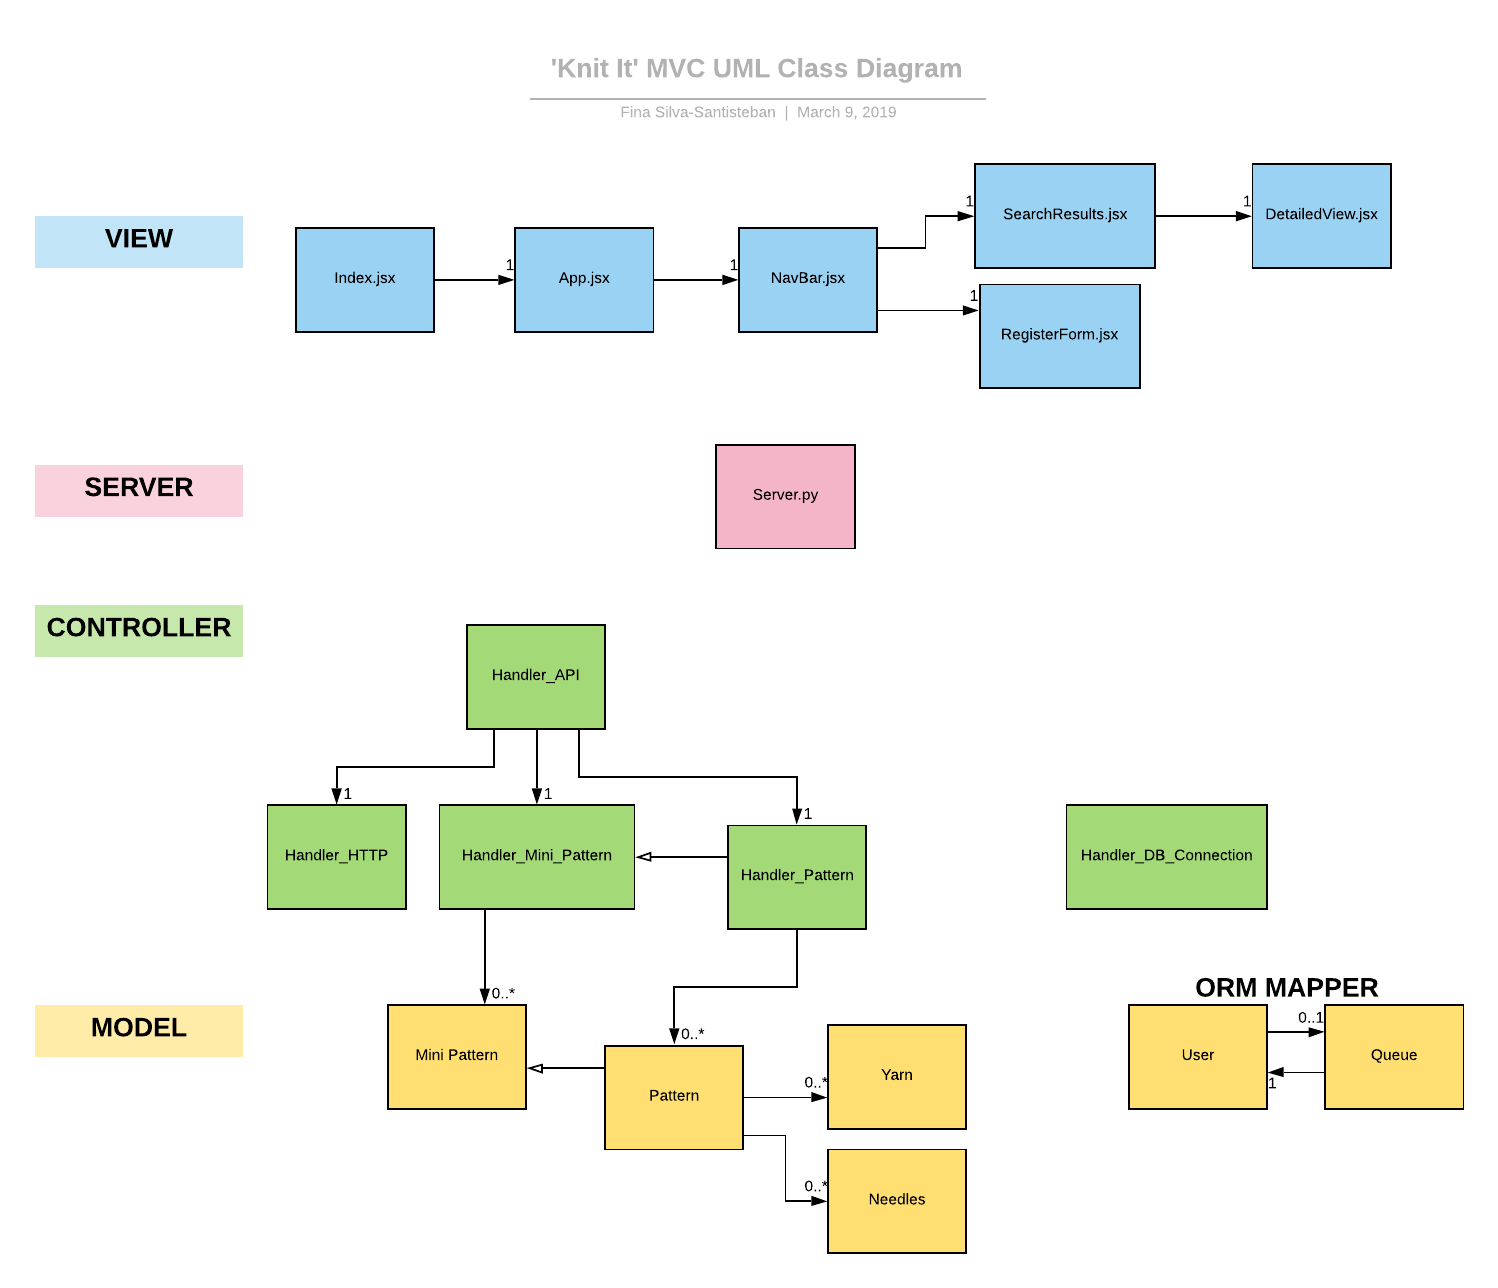 'Knit It' MVC UML Class Diagram
Fina Silva-Santisteban | March 9, 2019
VIEW
Index.jsx
1
App.jsx
1
NavBar.jsx
1
SearchResults.jsx
1
DetailedView.jsx
1
RegisterForm.jsx
SERVER
Server.py
CONTROLLER
Handler_API
1
1
1
Handler_HTTP
Handler_Mini_Pattern
Handler_Pattern
Handler_DB_Connection
MODEL
0..*
Mini Pattern
0..*
Pattern
0..*
Yarn
0..*
Needles
ORM MAPPER
User
0..1
1
Queue